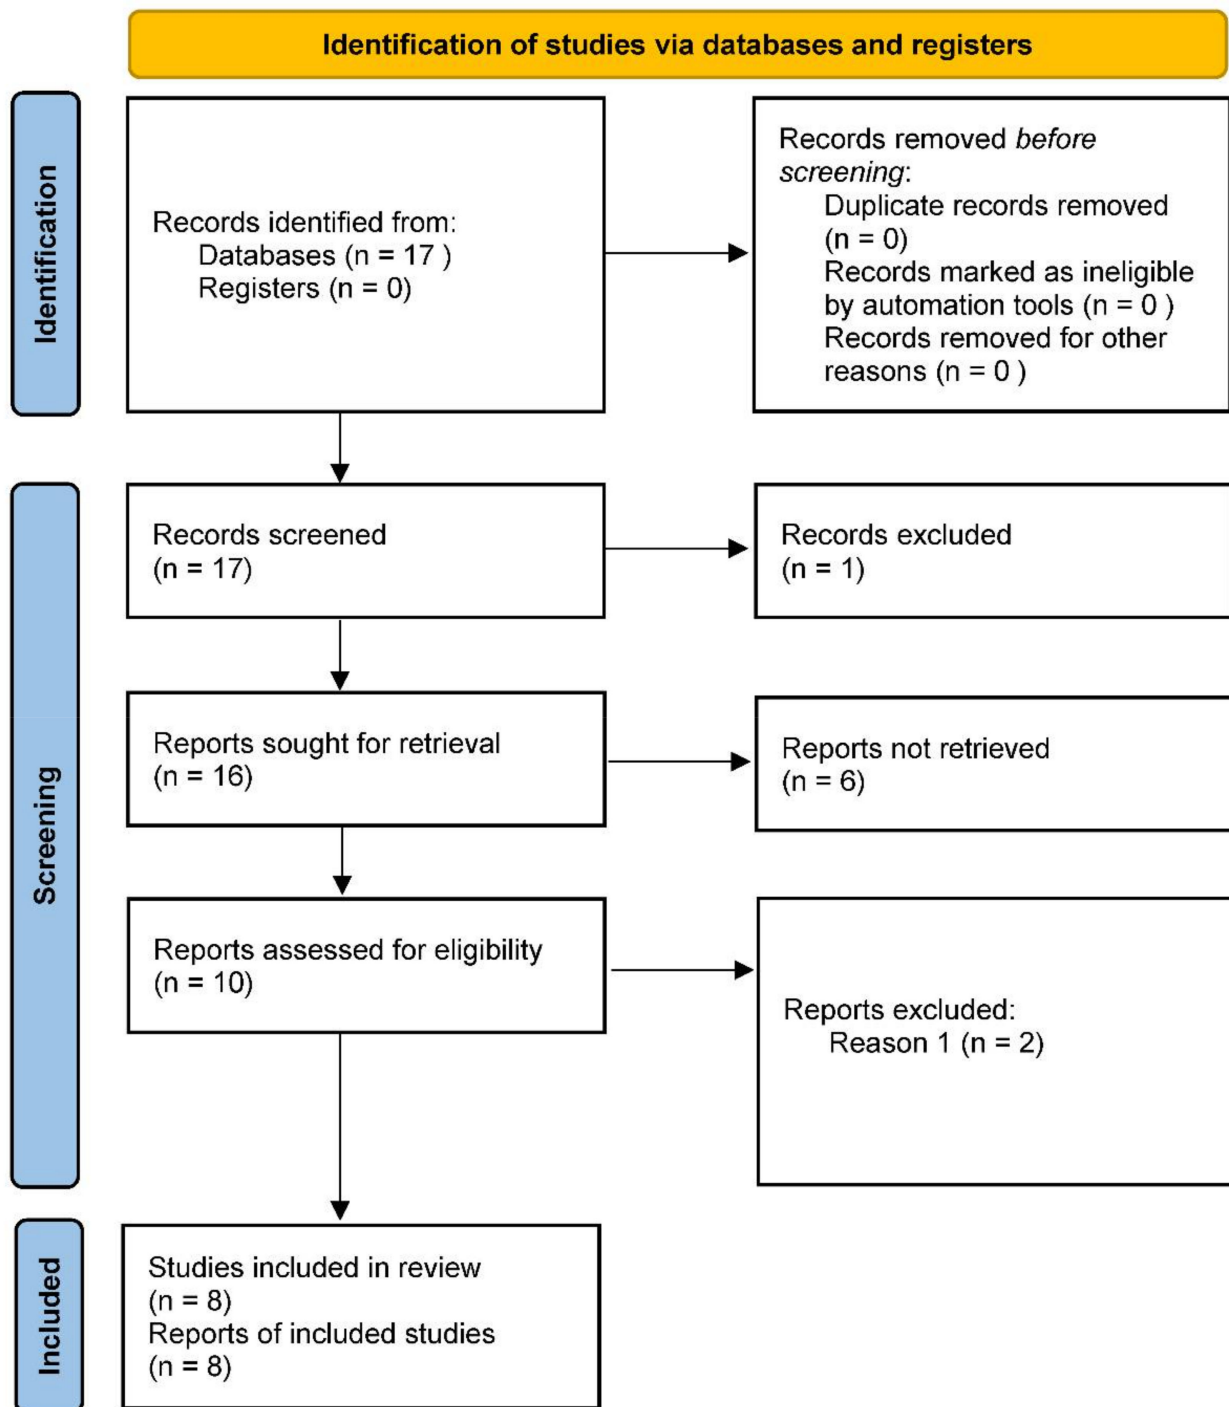 Identification of studies via databases and registers
Identification
Records identified from:
Databases (n = 17 )
Registers (n = 0)
Records removed before
screening:
Duplicate records removed
(n = 0)
Records marked as ineligible
by automation tools (n = 0 )
Records removed for other
reasons (n = 0 )
Screening
Records screened
(n = 17)
Records excluded
(n = 1)
Reports sought for retrieval
(n = 16)
Reports not retrieved
(n = 6)
Reports assessed for eligibility
(n = 10)
Reports excluded:
Reason 1 (n = 2)
Included
Studies included in review
(n = 8)
Reports of included studies
(n = 8)